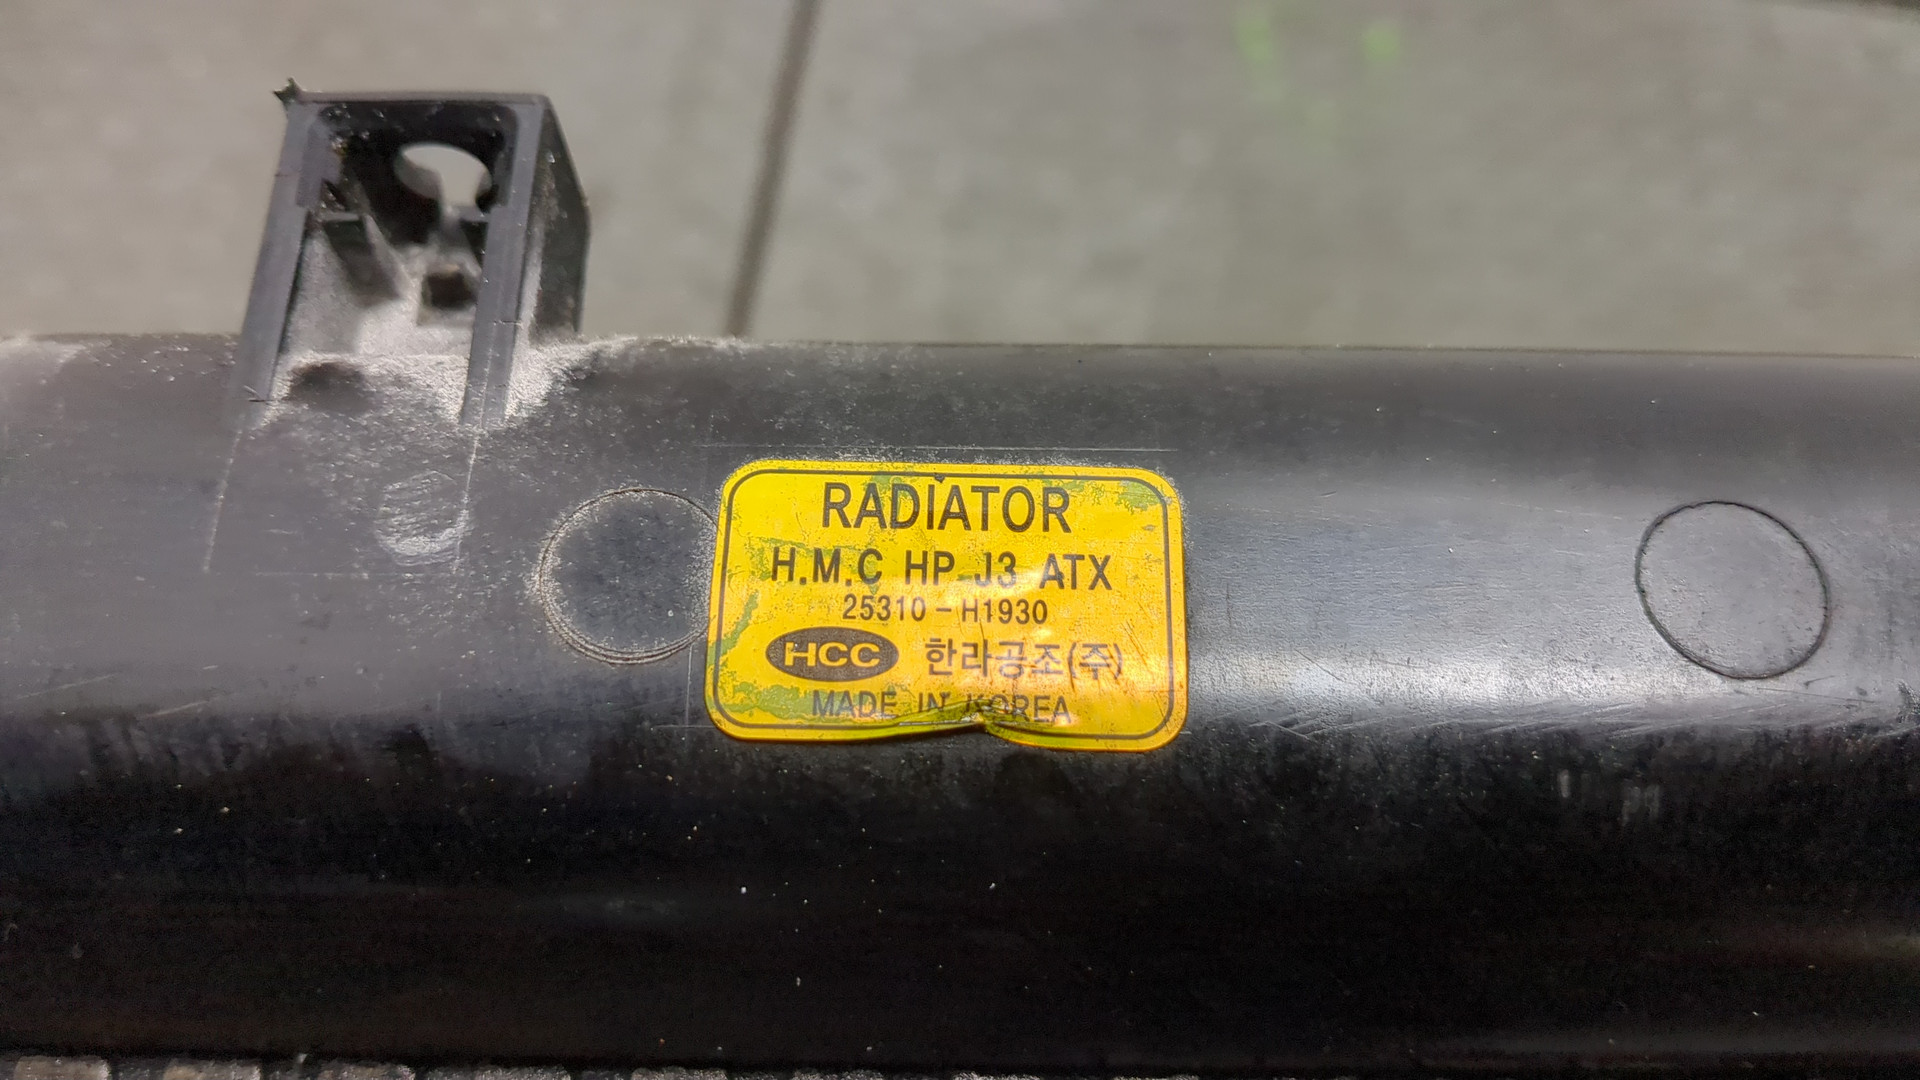 RADIATOR
H.M.C HP J3 ATX
25310-H1930
HCC 한라공조(주)
MADE IN KOREA